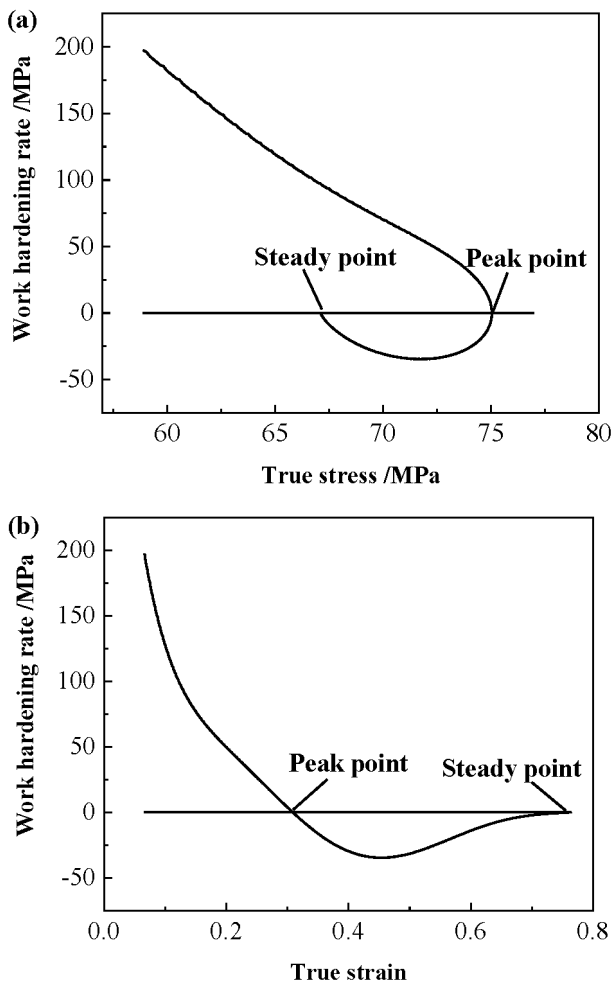 (a)
200
150
100
50
0
-50
Work hardening rate /MPa
Steady point
Peak point
60 65 70 75 80
True stress /MPa
(b)
200
150
100
50
0
-50
Work hardening rate /MPa
Peak point
Steady point
0.0 0.2 0.4 0.6 0.8
True strain